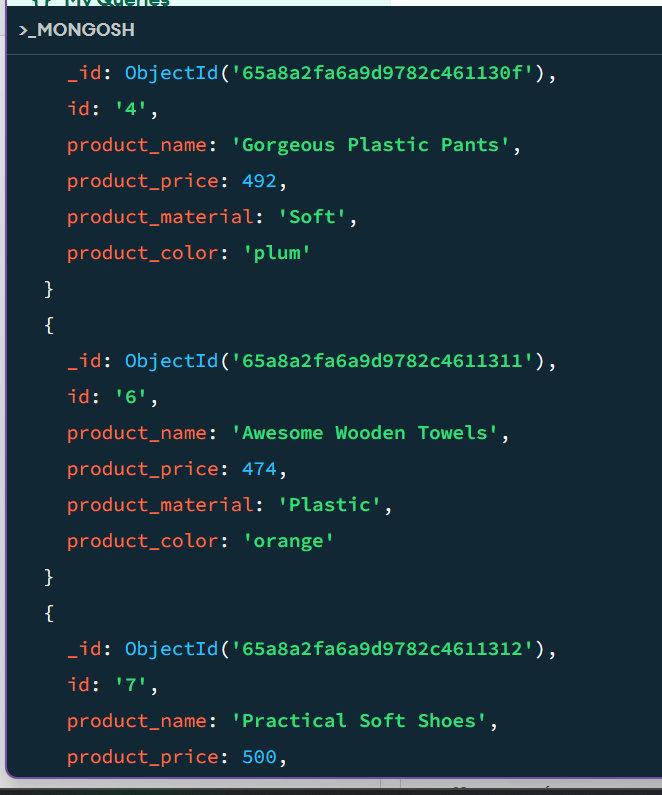 My Queries
>_MONGOSH
_id: ObjectId('65a8a2fa6a9d9782c461130f'),
id: '4',
product_name: 'Gorgeous Plastic Pants',
product_price: 492,
product_material: 'Soft',
product_color: 'plum'
}
{
_id: ObjectId('65a8a2fa6a9d9782c4611311'),
id: '6',
product_name: 'Awesome Wooden Towels',
product_price: 474,
product_material: 'Plastic',
product_color: 'orange'
}
{
_id: ObjectId('65a8a2fa6a9d9782c4611312'),
id: '7',
product_name: 'Practical Soft Shoes',
product_price: 500,